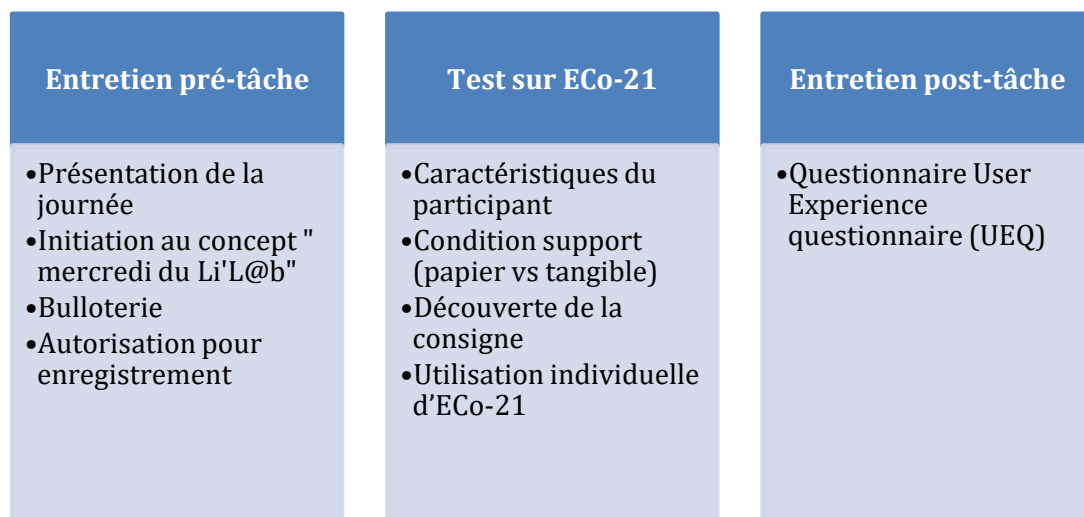 Entretien pré-tâche
•Présentation de la
journée
•Initiation au concept "
mercredi du Li'L@b"
•Bulloterie
•Autorisation pour
enregistrement
Test sur ECo-21
•Caractéristiques du
participant
•Condition support
(papier vs tangible)
•Découverte de la
consigne
•Utilisation individuelle
d’ECo-21
Entretien post-tâche
•Questionnaire User
Experience
questionnaire (UEQ)